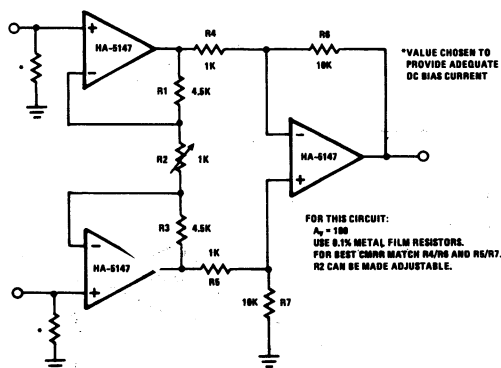 +
HA-5147
−
*
R4
1K
R6
10K
*VALUE CHOSEN TO
PROVIDE ADEQUATE
DC BIAS CURRENT
R1
4.5K
R2
1K
−
HA-5147
+
R3
4.5K
−
HA-5147
+
*
1K
R5
10K
R7
FOR THIS CIRCUIT:
Av = 100
USE 0.1% METAL FILM RESISTORS.
FOR BEST CMRR MATCH R4/R6 AND R5/R7.
R2 CAN BE MADE ADJUSTABLE.